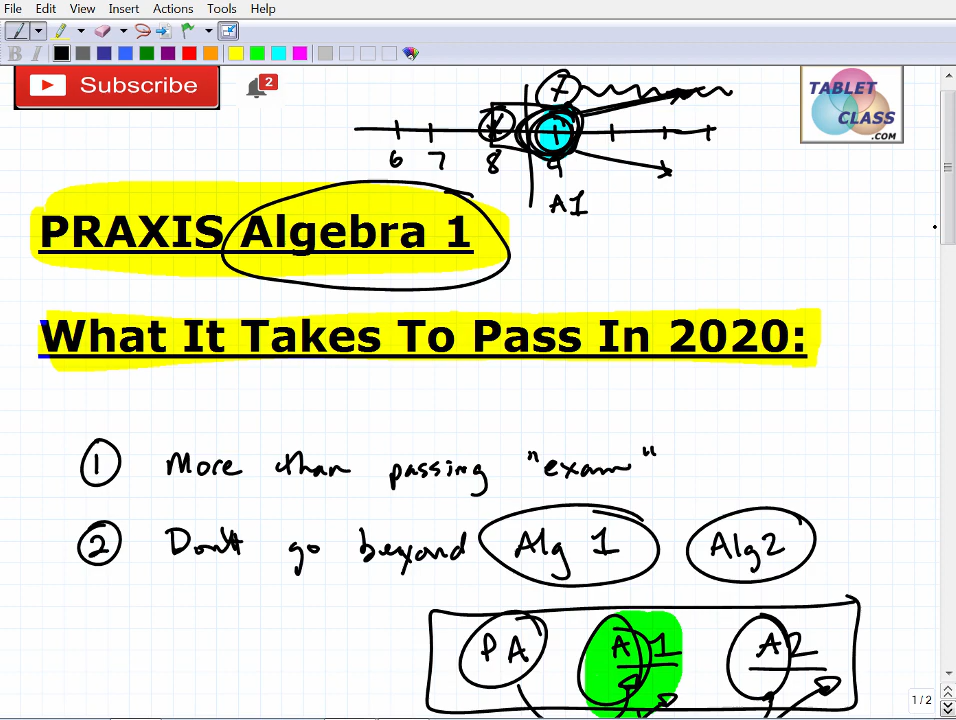 File Edit View Insert Actions Tools Help
B I
Subscribe 2
TABLET CLASS .COM
6 7 8 9
A1
PRAXIS Algebra 1
What It Takes To Pass In 2020:
1 More than passing "exam"
2 Don't go beyond Alg 1 Alg2
PA A1 A2
1 / 2